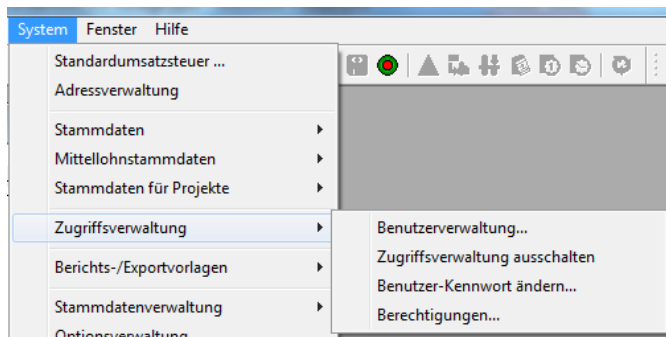 System Fenster Hilfe
Standardumsatzsteuer ...
Adressverwaltung
Stammdaten
Mittellohnstammdaten
Stammdaten für Projekte
Zugriffsverwaltung
Benutzerverwaltung...
Zugriffsverwaltung ausschalten
Benutzer-Kennwort ändern...
Berechtigungen...
Berichts-/Exportvorlagen
Stammdatenverwaltung
Optionsverwaltung